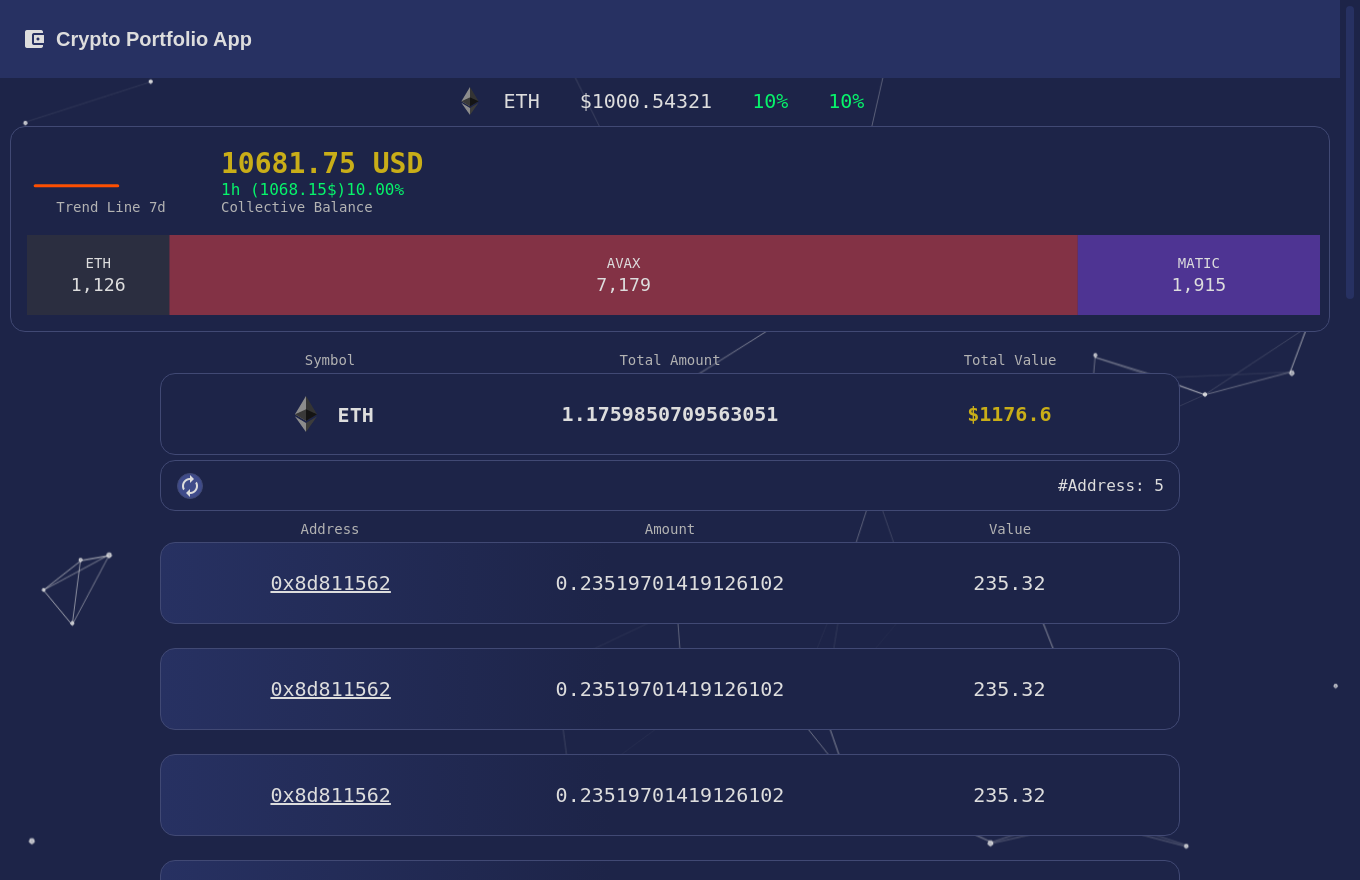 Crypto Portfolio App
ETH $1000.54321 10% 10%
10681.75 USD
1h (1068.15$)10.00%
Trend Line 7d Collective Balance
ETH AVAX MATIC
1,126 7,179 1,915
Symbol Total Amount Total Value
ETH 1.1759850709563051 $1176.6
#Address: 5
Address Amount Value
0x8d811562 0.23519701419126102 235.32
0x8d811562 0.23519701419126102 235.32
0x8d811562 0.23519701419126102 235.32